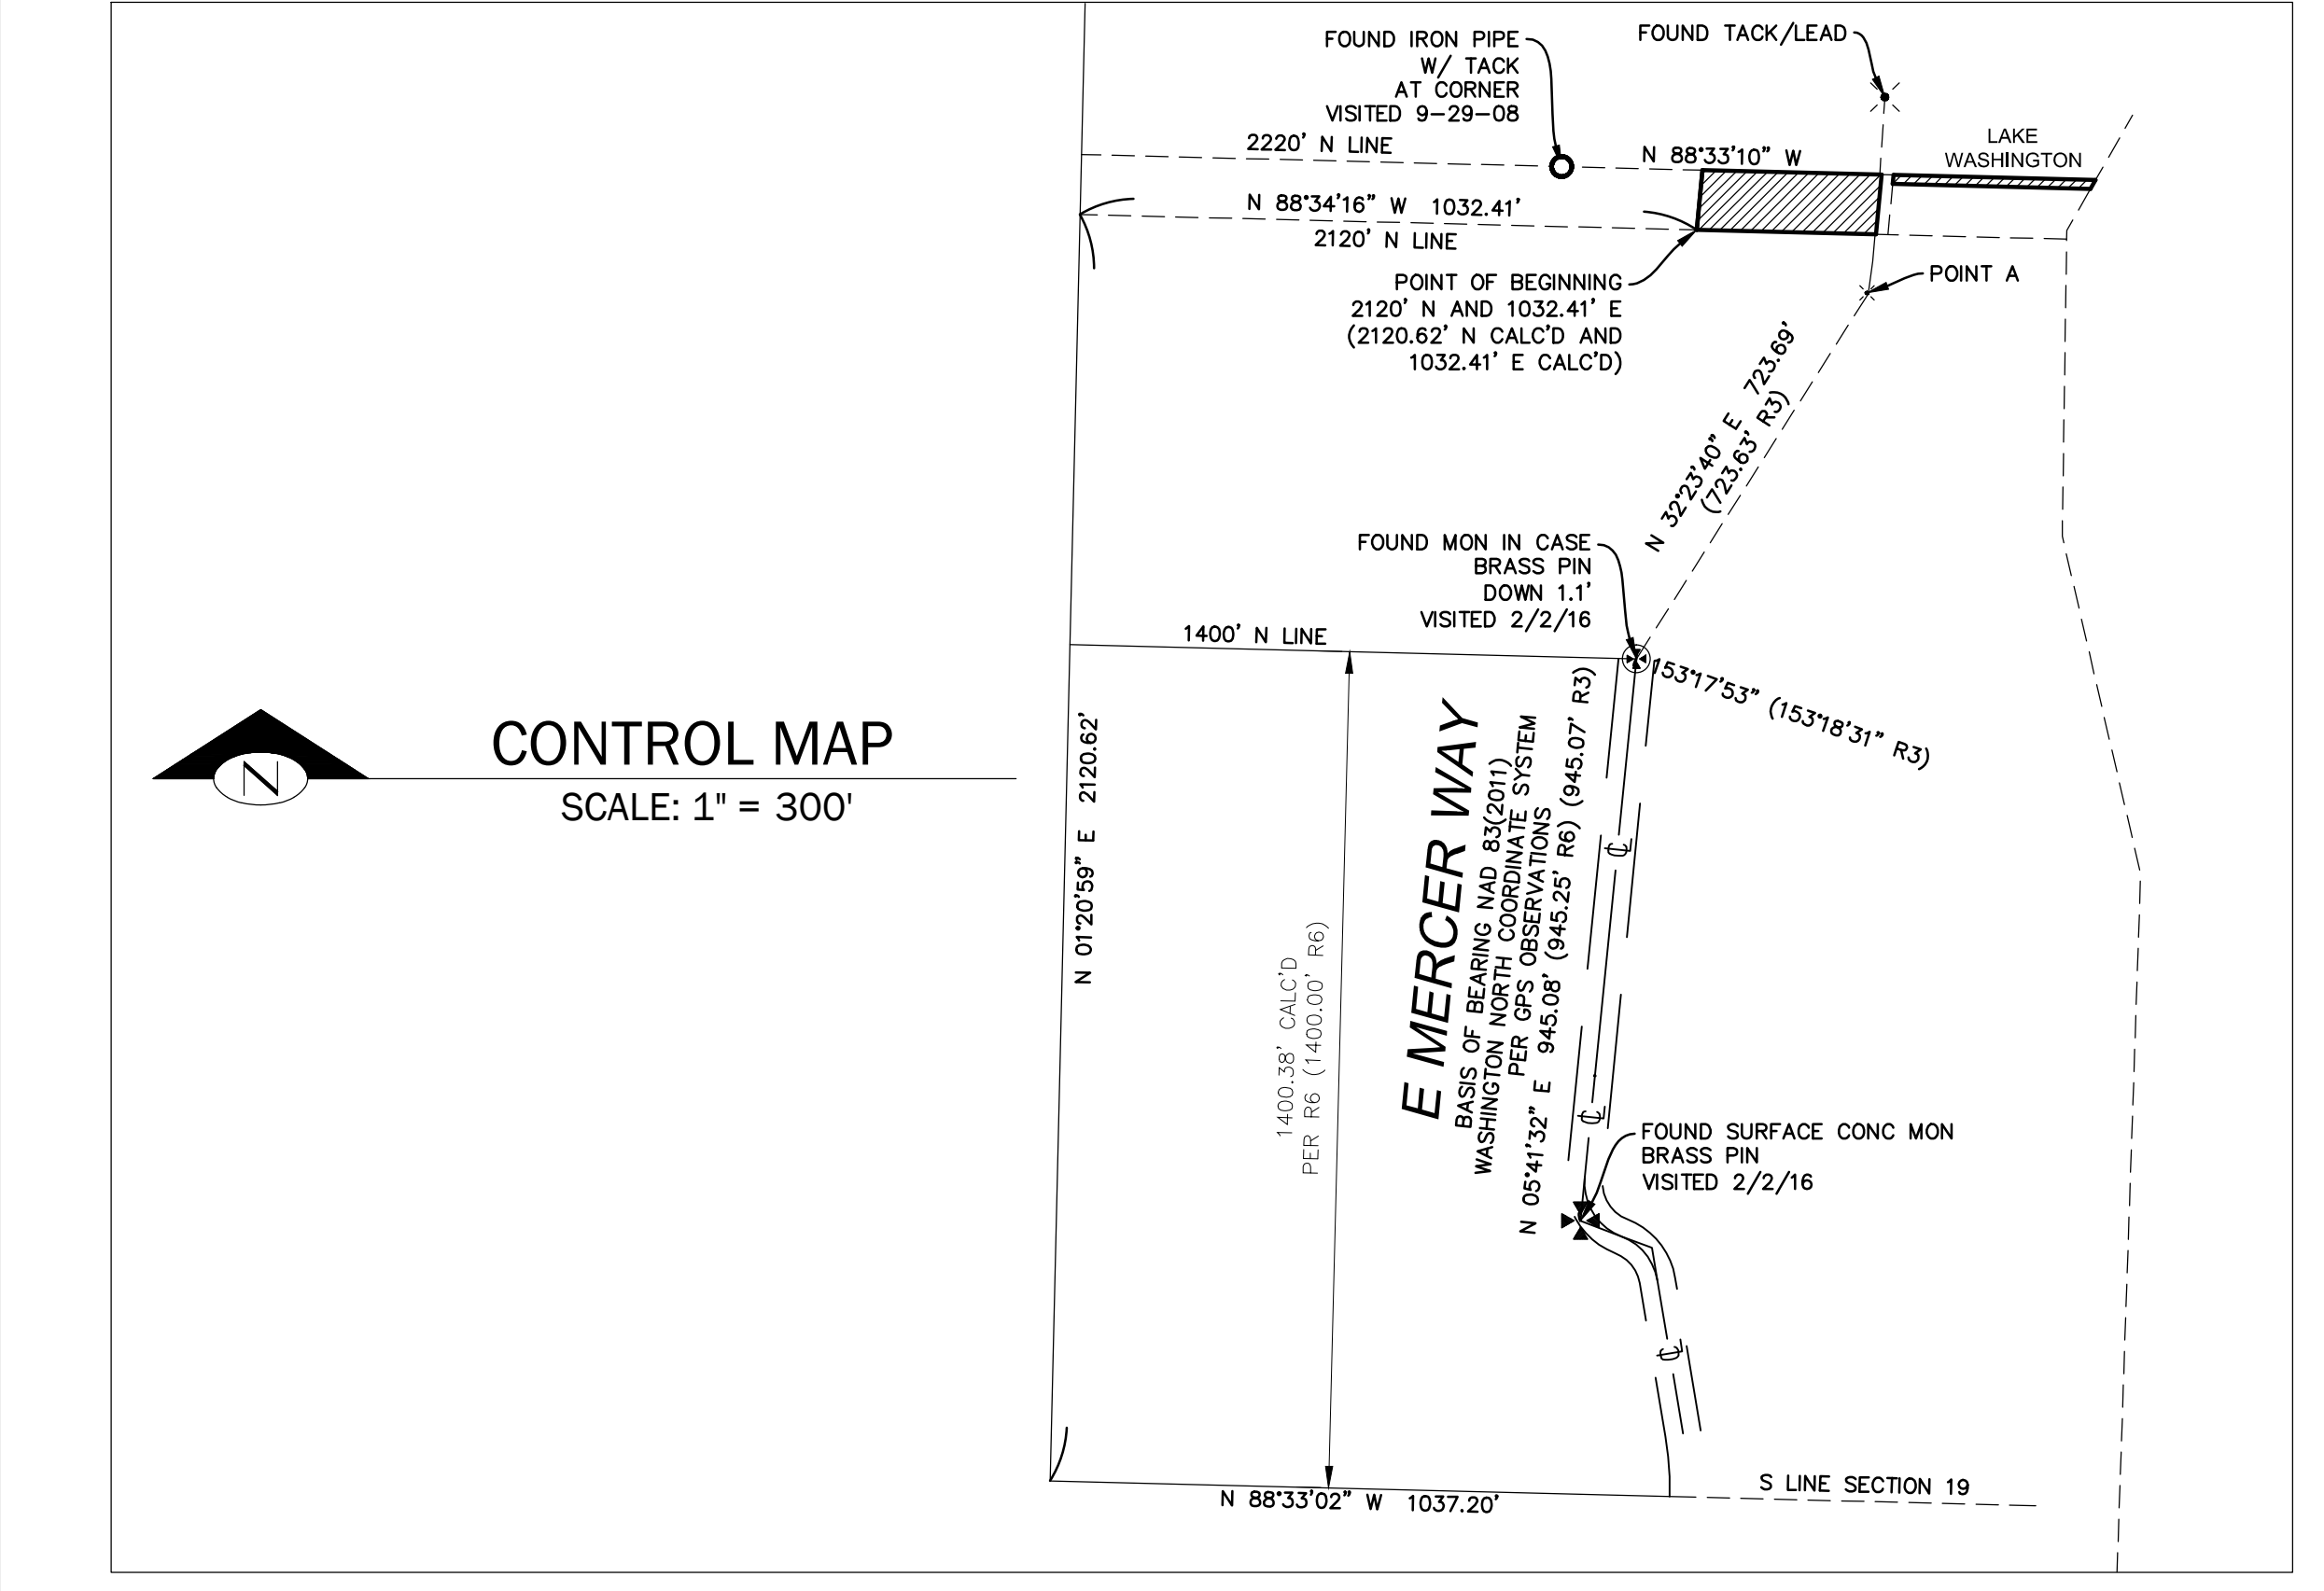 FOUND IRON PIPE
W/ TACK
AT CORNER
VISITED 9-29-08
FOUND TACK/LEAD
LAKE
WASHINGTON
2220' N LINE
N 88°33'10" W
N 88°34'16" W 1032.41'
2120' N LINE
POINT OF BEGINNING
2120' N AND 1032.41' E
(2120.62' N CALC'D AND
1032.41' E CALC'D)
POINT A
N 32°23'40" E 723.69'
(723.63' R3)
FOUND MON IN CASE
BRASS PIN
DOWN 1.1'
VISITED 2/2/16
1400' N LINE
153°17'53" (153°18'31" R3)
N
CONTROL MAP
SCALE: 1" = 300'
N 01°20'59" E 2120.62'
1400.38' CALC'D
PER R6 (1400.00' R6)
E MERCER WAY
BASIS OF BEARING NAD 83(2011)
WASHINGTON NORTH COORDINATE SYSTEM
PER GPS OBSERVATIONS
N 05°41'32" E 945.08' (945.25' R6) (945.07' R3)
℄
℄
FOUND SURFACE CONC MON
BRASS PIN
VISITED 2/2/16
℄
S LINE SECTION 19
N 88°33'02" W 1037.20'